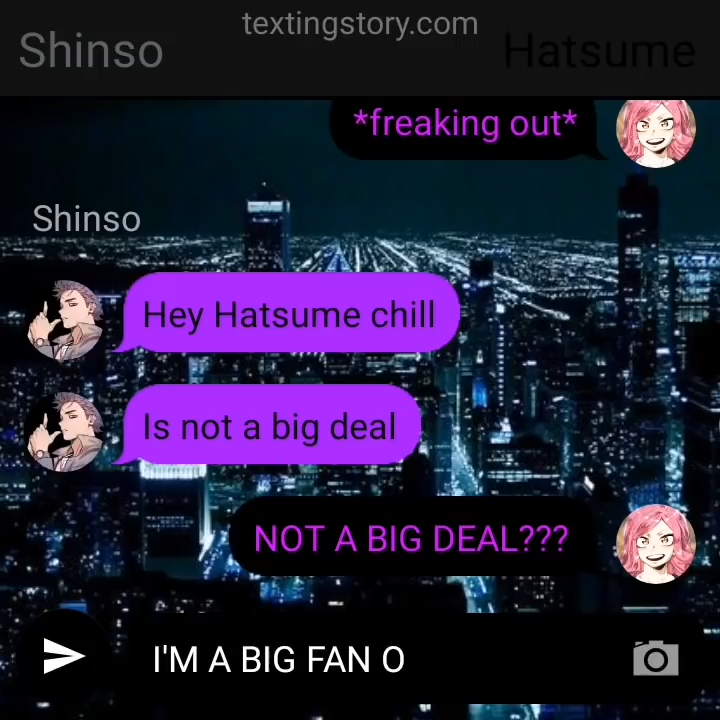 textingstory.com
Shinso
Hatsume
*freaking out*
Shinso
Hey Hatsume chill
Is not a big deal
NOT A BIG DEAL???
I'M A BIG FAN O